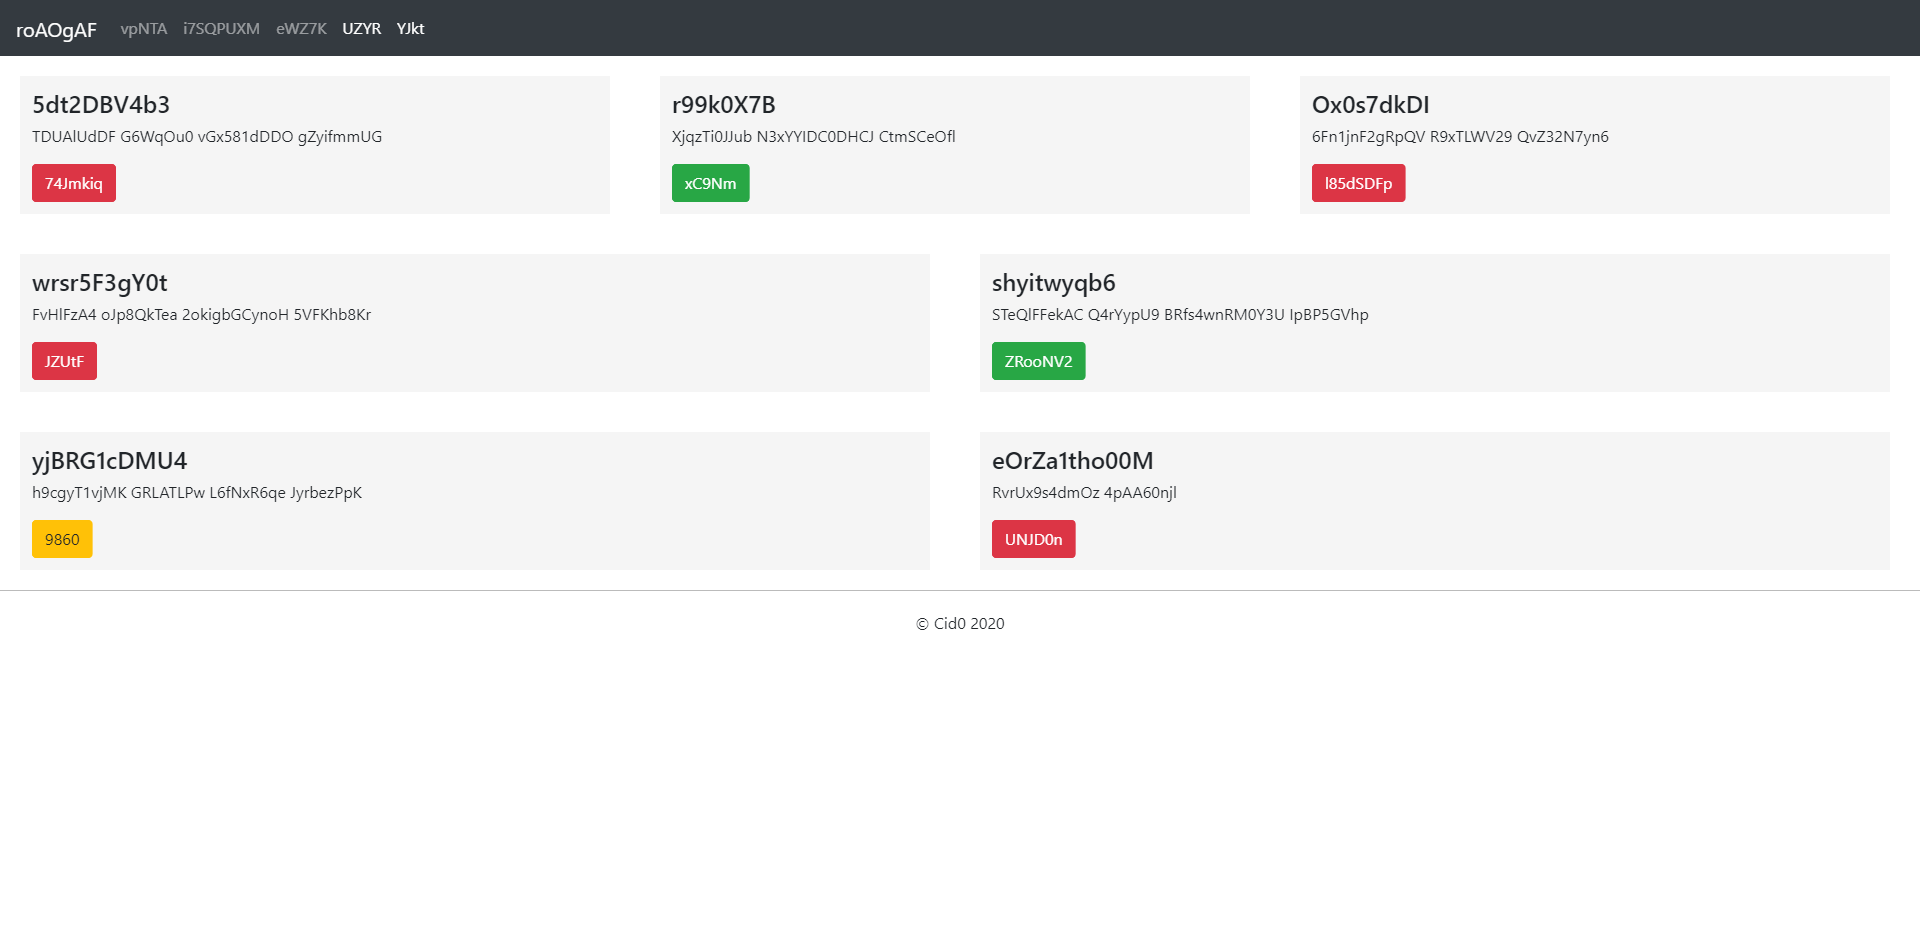 roAOgAF vpNTA i7SQPUXM eWZ7K UZYR YJkt
5dt2DBV4b3
TDUAlUdDF G6WqOu0 vGx581dDDO gZyifmmUG
74Jmkiq
r99k0X7B
XjqzTi0JJub N3xYYIDC0DHCJ CtmSCeOfl
xC9Nm
Ox0s7dkDI
6Fn1jnF2gRpQV R9xTLWV29 QvZ32N7yn6
l85dSDFp
wrsr5F3gY0t
FvHlFzA4 oJp8QkTea 2okigbGCynoH 5VFKhb8Kr
JZUtF
shyitwyqb6
STeQlFFekAC Q4rYypU9 BRfs4wnRM0Y3U IpBP5GVhp
ZRooNV2
yjBRG1cDMU4
h9cgyT1vjMK GRLATLPw L6fNxR6qe JyrbezPpK
9860
eOrZa1tho00M
RvrUx9s4dmOz 4pAA60njl
UNJD0n
© Cid0 2020